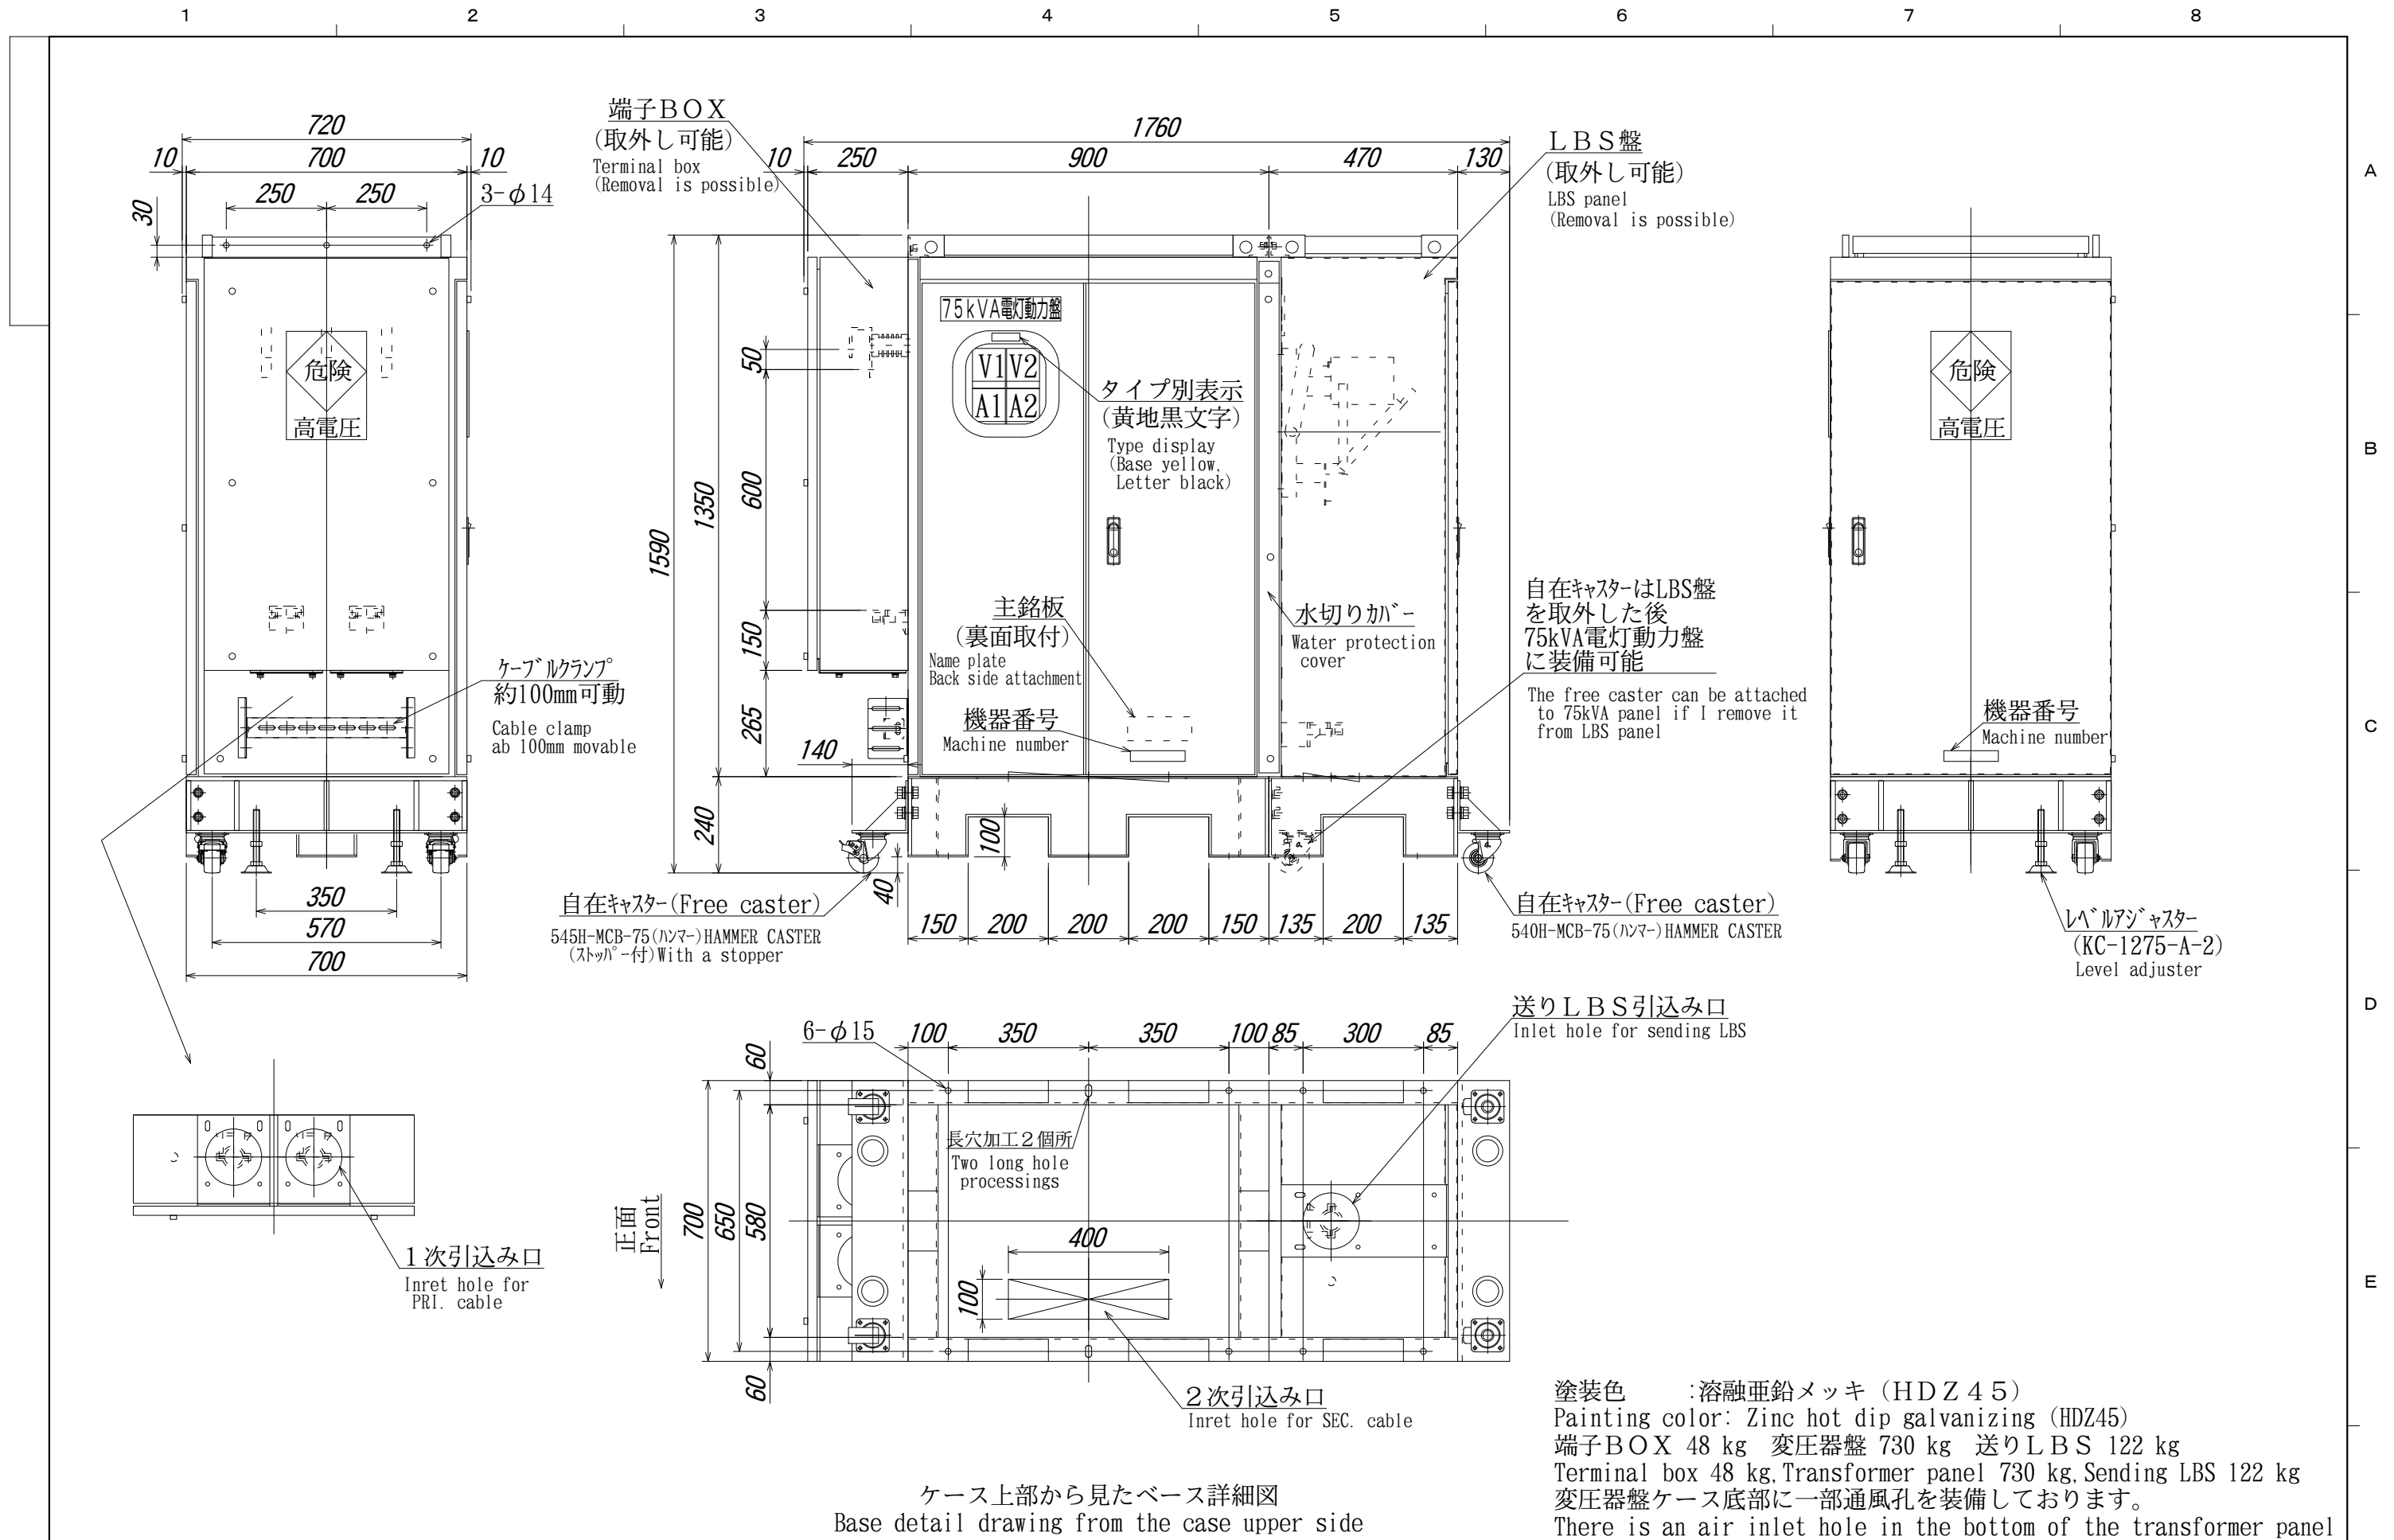 1 2 3 4 5 6 7 8
A
B
C
D
E
720
10 700 10
250 250
3-φ14
30
危険
高電圧
ケーブルクランプ
約100mm可動
Cable clamp
ab 100mm movable
350
570
700
端子BOX
(取外し可能)
Terminal box
(Removal is possible)
1760
10 250 900 470 130
LBS盤
(取外し可能)
LBS panel
(Removal is possible)
75kVA電灯動力盤
V1 V2
A1 A2
タイプ別表示
(黄地黒文字)
Type display
(Base yellow,
Letter black)
50
600
150
265
1350
1590
240
140
100
40
主銘板
(裏面取付)
Name plate
Back side attachment
機器番号
Machine number
水切りカバー
Water protection
cover
自在キャスターはLBS盤
を取外した後
75kVA電灯動力盤
に装備可能
The free caster can be attached
to 75kVA panel if I remove it
from LBS panel
自在キャスター(Free caster)
545H-MCB-75(ハンマー)HAMMER CASTER
(ストッパー付)With a stopper
150 200 200 200 150 135 200 135
自在キャスター(Free caster)
540H-MCB-75(ハンマー)HAMMER CASTER
危険
高電圧
機器番号
Machine number
レベルアジャスター
(KC-1275-A-2)
Level adjuster
1次引込み口
Inret hole for
PRI. cable
6-φ15
100 350 350 100 85 300 85
送りLBS引込み口
Inlet hole for sending LBS
60
700
650
580
60
正面
Front
長穴加工2個所
Two long hole
processings
400
100
2次引込み口
Inret hole for SEC. cable
ケース上部から見たベース詳細図
Base detail drawing from the case upper side
塗装色 :溶融亜鉛メッキ(HDZ45)
Painting color: Zinc hot dip galvanizing (HDZ45)
端子BOX 48 kg 変圧器盤 730 kg 送りLBS 122 kg
Terminal box 48 kg,Transformer panel 730 kg,Sending LBS 122 kg
変圧器盤ケース底部に一部通風孔を装備しております。
There is an air inlet hole in the bottom of the transformer panel